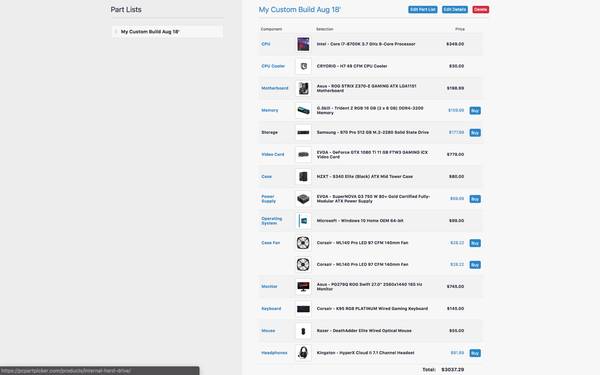 Part Lists
My Custom Build Aug 18'
My Custom Build Aug 18'
Edit Part List
Edit Details
Delete
Component
Selection
Price
CPU
Intel - Core i7-8700K 3.7 GHz 6-Core Processor
$349.00
CPU Cooler
CRYORIG - H7 49 CFM CPU Cooler
$30.00
Motherboard
Asus - ROG STRIX Z370-E GAMING ATX LGA1151
Motherboard
Memory
G.Skill - Trident Z RGB 16 GB (2 x 8 GB) DDR4-3200
Memory
Buy
Storage
Samsung - 970 Pro 512 GB M.2-2280 Solid State Drive
Buy
Video Card
EVGA - GeForce GTX 1080 Ti 11 GB FTW3 GAMING iCX
Video Card
$779.00
Case
NZXT - S340 Elite (Black) ATX Mid Tower Case
$80.00
Power
Supply
EVGA - SuperNOVA G3 750 W 80+ Gold Certified Fully-
Modular ATX Power Supply
Buy
Operating
System
Microsoft - Windows 10 Home OEM 64-bit
$99.00
Case Fan
Corsair - ML140 Pro LED 97 CFM 140mm Fan
$28.22
Buy
Corsair - ML140 Pro LED 97 CFM 140mm Fan
$28.22
Buy
Monitor
Asus - PG279Q ROG Swift 27.0" 2560x1440 165 Hz
Monitor
$745.00
Keyboard
Corsair - K95 RGB PLATINUM Wired Gaming Keyboard
$145.00
Mouse
Razer - DeathAdder Elite Wired Optical Mouse
$55.00
Headphones
Kingston - HyperX Cloud II 7.1 Channel Headset
Buy
Total: $3037.29
https://pcpartpicker.com/products/internal-hard-drive/